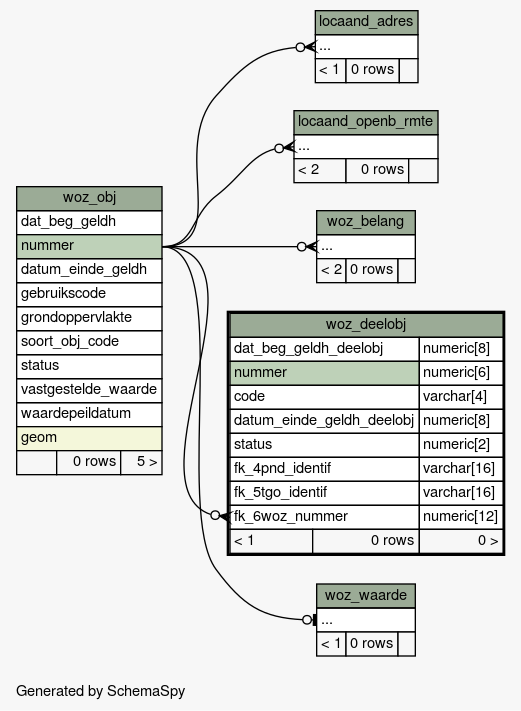 locaand_adres
...
< 1 0 rows
locaand_openb_rmte
...
< 2 0 rows
woz_obj
dat_beg_geldh
nummer
datum_einde_geldh
gebruikscode
grondoppervlakte
soort_obj_code
status
vastgestelde_waarde
waardepeildatum
geom
0 rows 5 >
woz_belang
...
< 2 0 rows
woz_deelobj
dat_beg_geldh_deelobj numeric[8]
nummer numeric[6]
code varchar[4]
datum_einde_geldh_deelobj numeric[8]
status numeric[2]
fk_4pnd_identif varchar[16]
fk_5tgo_identif varchar[16]
fk_6woz_nummer numeric[12]
< 1 0 rows 0 >
woz_waarde
...
< 1 0 rows
Generated by SchemaSpy